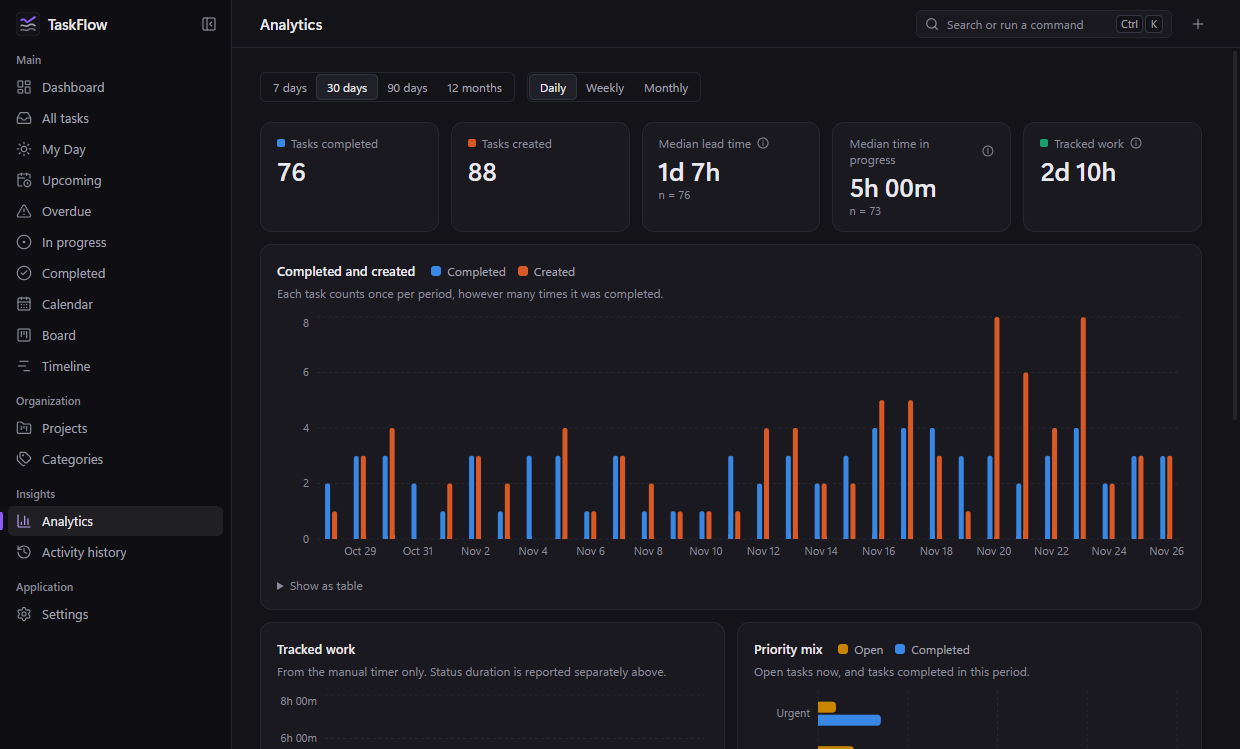 TaskFlow
Main
Dashboard
All tasks
My Day
Upcoming
Overdue
In progress
Completed
Calendar
Board
Timeline
Organization
Projects
Categories
Insights
Analytics
Activity history
Application
Settings
Analytics
Search or run a command Ctrl K
7 days 30 days 90 days 12 months Daily Weekly Monthly
Tasks completed
76
Tasks created
88
Median lead time
1d 7h
n = 76
Median time in
progress
5h 00m
n = 73
Tracked work
2d 10h
Completed and created Completed Created
Each task counts once per period, however many times it was completed.
8
6
4
2
0
Oct 29 Oct 31 Nov 2 Nov 4 Nov 6 Nov 8 Nov 10 Nov 12 Nov 14 Nov 16 Nov 18 Nov 20 Nov 22 Nov 24 Nov 26
Show as table
Tracked work
From the manual timer only. Status duration is reported separately above.
8h 00m
6h 00m
Priority mix Open Completed
Open tasks now, and tasks completed in this period.
Urgent